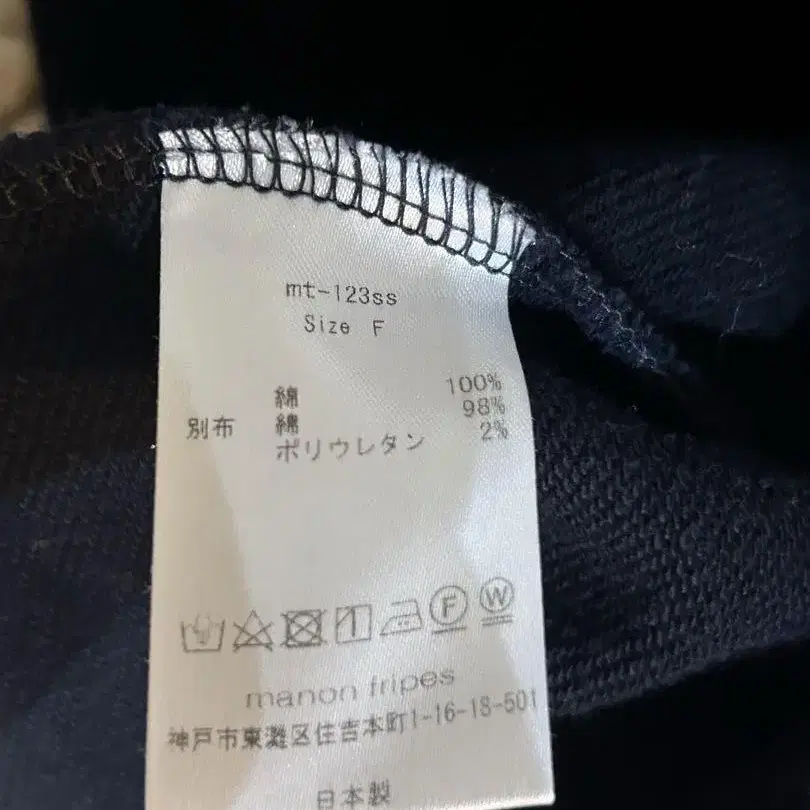 mt-123ss
Size F
綿 100%
別布 綿 98%
ポリウレタン 2%
F W
manon fripes
神戸市東灘区住吉本町1-16-18-501
日本製